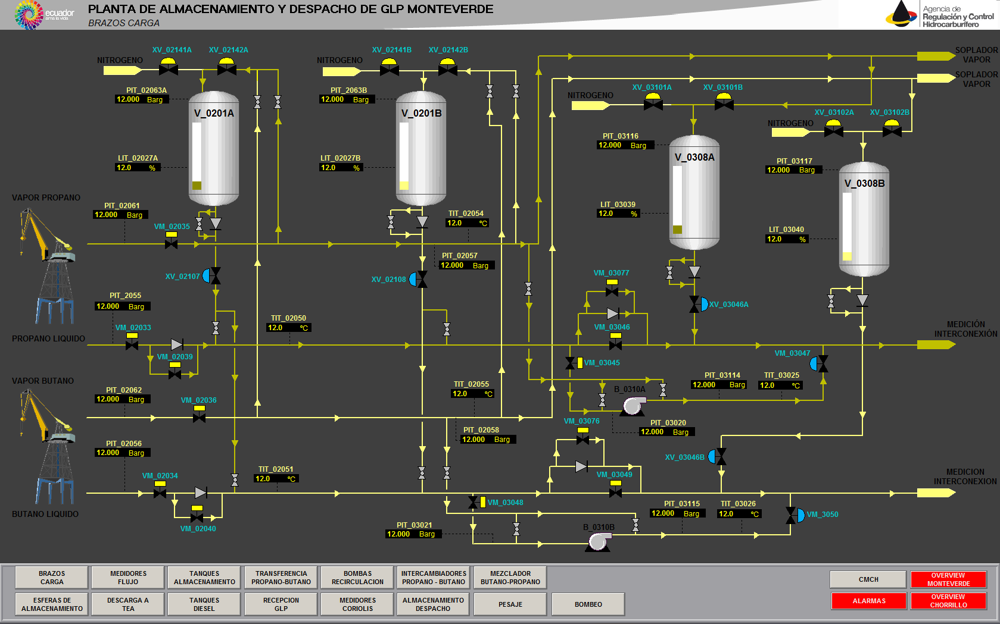 ecuador
ama la vida
PLANTA DE ALMACENAMIENTO Y DESPACHO DE GLP MONTEVERDE
BRAZOS CARGA
Agencia de
Regulación y Control
Hidrocarburífero
XV_02141A
XV_02142A
XV_02141B
XV_02142B
SOPLADOR
VAPOR
NITROGENO
NITROGENO
SOPLADOR
VAPOR
PIT_02063A
12.000 Barg
PIT_2063B
12.000 Barg
NITROGENO
XV_03101A
XV_03101B
V_0201A
V_0201B
XV_03102A
XV_03102B
NITROGENO
PIT_03116
12.000 Barg
LIT_02027A
12.0 %
LIT_02027B
12.0 %
V_0308A
PIT_03117
12.000 Barg
V_0308B
VAPOR PROPANO
PIT_02061
12.000 Barg
LIT_03039
12.0 %
TIT_02054
12.0 ºC
VM_02035
LIT_03040
12.0 %
PIT_02057
12.000 Barg
XV_02107
XV_02108
VM_03077
PIT_2055
12.000 Barg
XV_03046A
TIT_02050
12.0 ºC
VM_02033
VM_03046
MEDICIÓN
INTERCONEXIÓN
PROPANO LIQUIDO
VM_02039
VM_03045
VM_03047
VAPOR BUTANO
PIT_02062
12.000 Barg
TIT_02055
12.0 ºC
B_0310A
PIT_03114
12.000 Barg
TIT_03025
12.0 ºC
VM_02036
VM_03076
PIT_03020
12.000 Barg
PIT_02058
12.000 Barg
PIT_02056
12.000 Barg
XV_03046B
TIT_02051
12.0 ºC
VM_02034
VM_03049
MEDICION
INTERCONEXION
VM_03048
PIT_03115
12.000 Barg
TIT_03026
12.0 ºC
VM_3050
BUTANO LIQUIDO
VM_02040
PIT_03021
12.000 Barg
B_0310B
BRAZOS
CARGA
MEDIDORES
FLUJO
TANQUES
ALMACENAMIENTO
TRANSFERENCIA
PROPANO-BUTANO
BOMBAS
RECIRCULACION
INTERCAMBIADORES
PROPANO - BUTANO
MEZCLADOR
BUTANO-PROPANO
CMCH
OVERVIEW
MONTEVERDE
ESFERAS DE
ALMACENAMIENTO
DESCARGA A
TEA
TANQUES
DIESEL
RECEPCION
GLP
MEDIDORES
CORIOLIS
ALMACENAMIENTO
DESPACHO
PESAJE
BOMBEO
ALARMAS
OVERVIEW
CHORRILLO